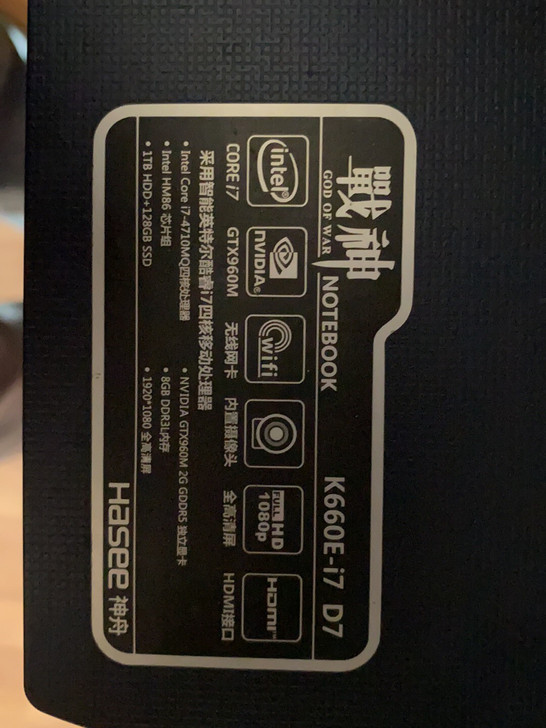 戰神
GOD OF WAR
NOTEBOOK
K660E-i7 D7
intel
NVIDIA
wifi
FULL HD
1080p
HDMI
CORE i7
GTX960M
无线网卡
内置摄像头
全高清屏
HDMI接口
采用智能英特尔酷睿i7四核移动处理器
• Intel Core i7-4710MQ四核处理器
• NVIDIA GTX960M 2G GDDR5 独立显卡
• Intel HM86 芯片组
• 8GB DDR3L内存
• 1TB HDD+128GB SSD
• 1920*1080 全高清屏
Hasee 神舟